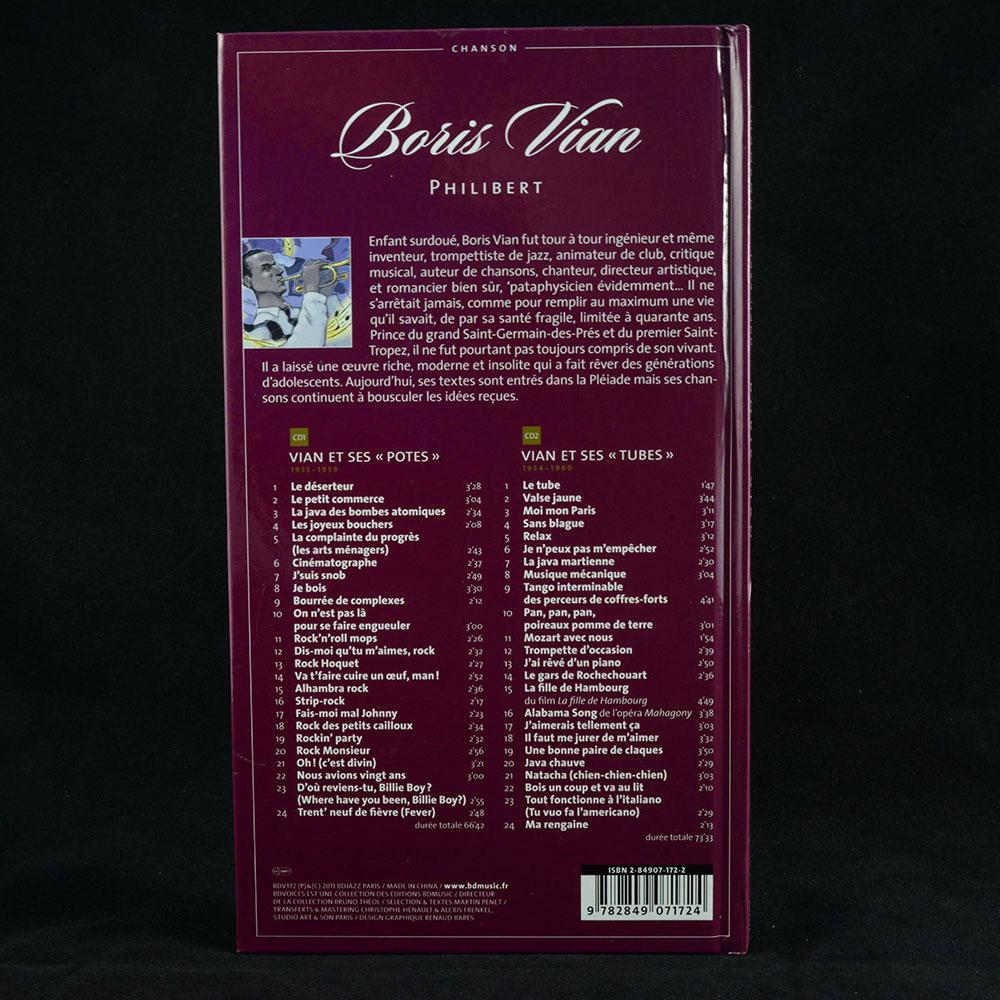 CHANSON
Boris Vian
PHILIBERT
Enfant surdoué, Boris Vian fut tour à tour ingénieur et même
inventeur, trompettiste de jazz, animateur de club, critique
musical, auteur de chansons, chanteur, directeur artistique,
et romancier bien sûr, ‘pataphysicien évidemment... Il ne
s’arrêtait jamais, comme pour remplir au maximum une vie
qu’il savait, de par sa santé fragile, limitée à quarante ans.
Prince du grand Saint-Germain-des-Prés et du premier Saint-
Tropez, il ne fut pourtant pas toujours compris de son vivant.
Il a laissé une œuvre riche, moderne et insolite qui a fait rêver des générations
d’adolescents. Aujourd’hui, ses textes sont entrés dans la Pléiade mais ses chan-
sons continuent à bousculer les idées reçues.
CD1
VIAN ET SES « POTES »
1955-1959
1 Le déserteur 3’28
2 Le petit commerce 3’04
3 La java des bombes atomiques 2’34
4 Les joyeux bouchers 2’08
5 La complainte du progrès
(les arts ménagers) 2’43
6 Cinématographe 2’37
7 J’suis snob 2’49
8 Je bois 3’30
9 Bourrée de complexes 2’12
10 On n’est pas là
pour se faire engueuler 3’00
11 Rock’n’roll mops 2’26
12 Dis-moi qu’tu m’aimes, rock 2’32
13 Rock Hoquet 2’27
14 Va t’faire cuire un œuf, man ! 2’52
15 Alhambra rock 2’36
16 Strip-rock 2’17
17 Fais-moi mal Johnny 2’23
18 Rock des petits cailloux 2’34
19 Rockin’ party 2’32
20 Rock Monsieur 2’56
21 Oh ! (c’est divin) 3’21
22 Nous avions vingt ans 3’00
23 D’où reviens-tu, Billie Boy ?
(Where have you been, Billie Boy?) 2’55
24 Trent’ neuf de fièvre (Fever) 2’48
durée totale 66’42
CD2
VIAN ET SES « TUBES »
1954-1960
1 Le tube 1’47
2 Valse jaune 3’44
3 Moi mon Paris 3’11
4 Sans blague 3’17
5 Relax 3’12
6 Je n’peux pas m’empêcher 2’52
7 La java martienne 2’30
8 Musique mécanique 3’04
9 Tango interminable
des perceurs de coffres-forts 4’41
10 Pan, pan, pan,
poireaux pomme de terre 3’01
11 Mozart avec nous 1’54
12 Trompette d’occasion 2’39
13 J’ai rêvé d’un piano 2’50
14 Le gars de Rochechouart 2’36
15 La fille de Hambourg
du film La fille de Hambourg 4’49
16 Alabama Song de l’opéra Mahagony 3’38
17 J’aimerais tellement ça 3’03
18 Il faut me jurer de m’aimer 3’32
19 Une bonne paire de claques 3’50
20 Java chauve 2’29
21 Natacha (chien-chien-chien) 3’03
22 Bois un coup et va au lit 2’10
23 Tout fonctionne à l’italiano
(Tu vuo fa l’americano) 2’29
24 Ma rengaine 2’13
durée totale 73’33
BDV172 (P)&(C) 2011 BDJAZZ PARIS / MADE IN CHINA / www.bdmusic.fr
BDVOICES EST UNE COLLECTION DES ÉDITIONS BDMUSIC / DIRECTEUR
DE LA COLLECTION BRUNO THÉOL / SÉLECTION & TEXTES MARTIN PÉNET /
TRANSFERTS & MASTERING CHRISTOPHE HÉNAULT & ALEXIS FRENKEL,
STUDIO ART & SON PARIS / DESIGN GRAPHIQUE RENAUD BARÈS
ISBN 2-84907-172-2
9 782849 071724